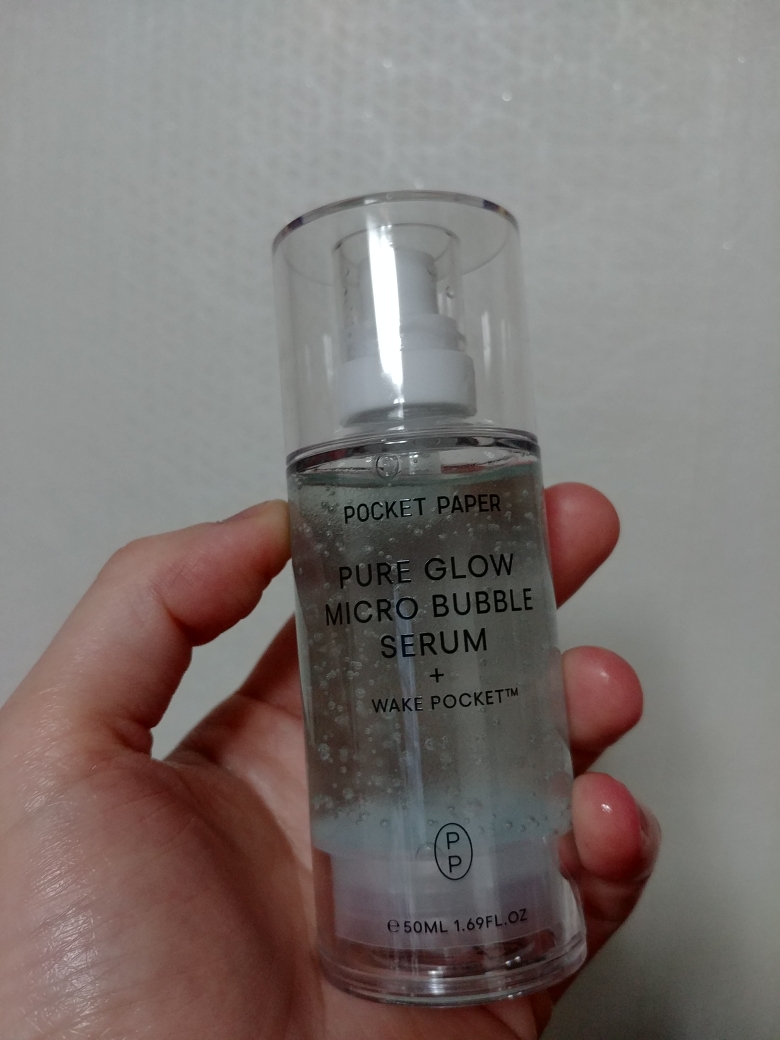 POCKET PAPER
PURE GLOW
MICRO BUBBLE
SERUM
+
WAKE POCKET™
P
P
℮50ML 1.69FL.OZ